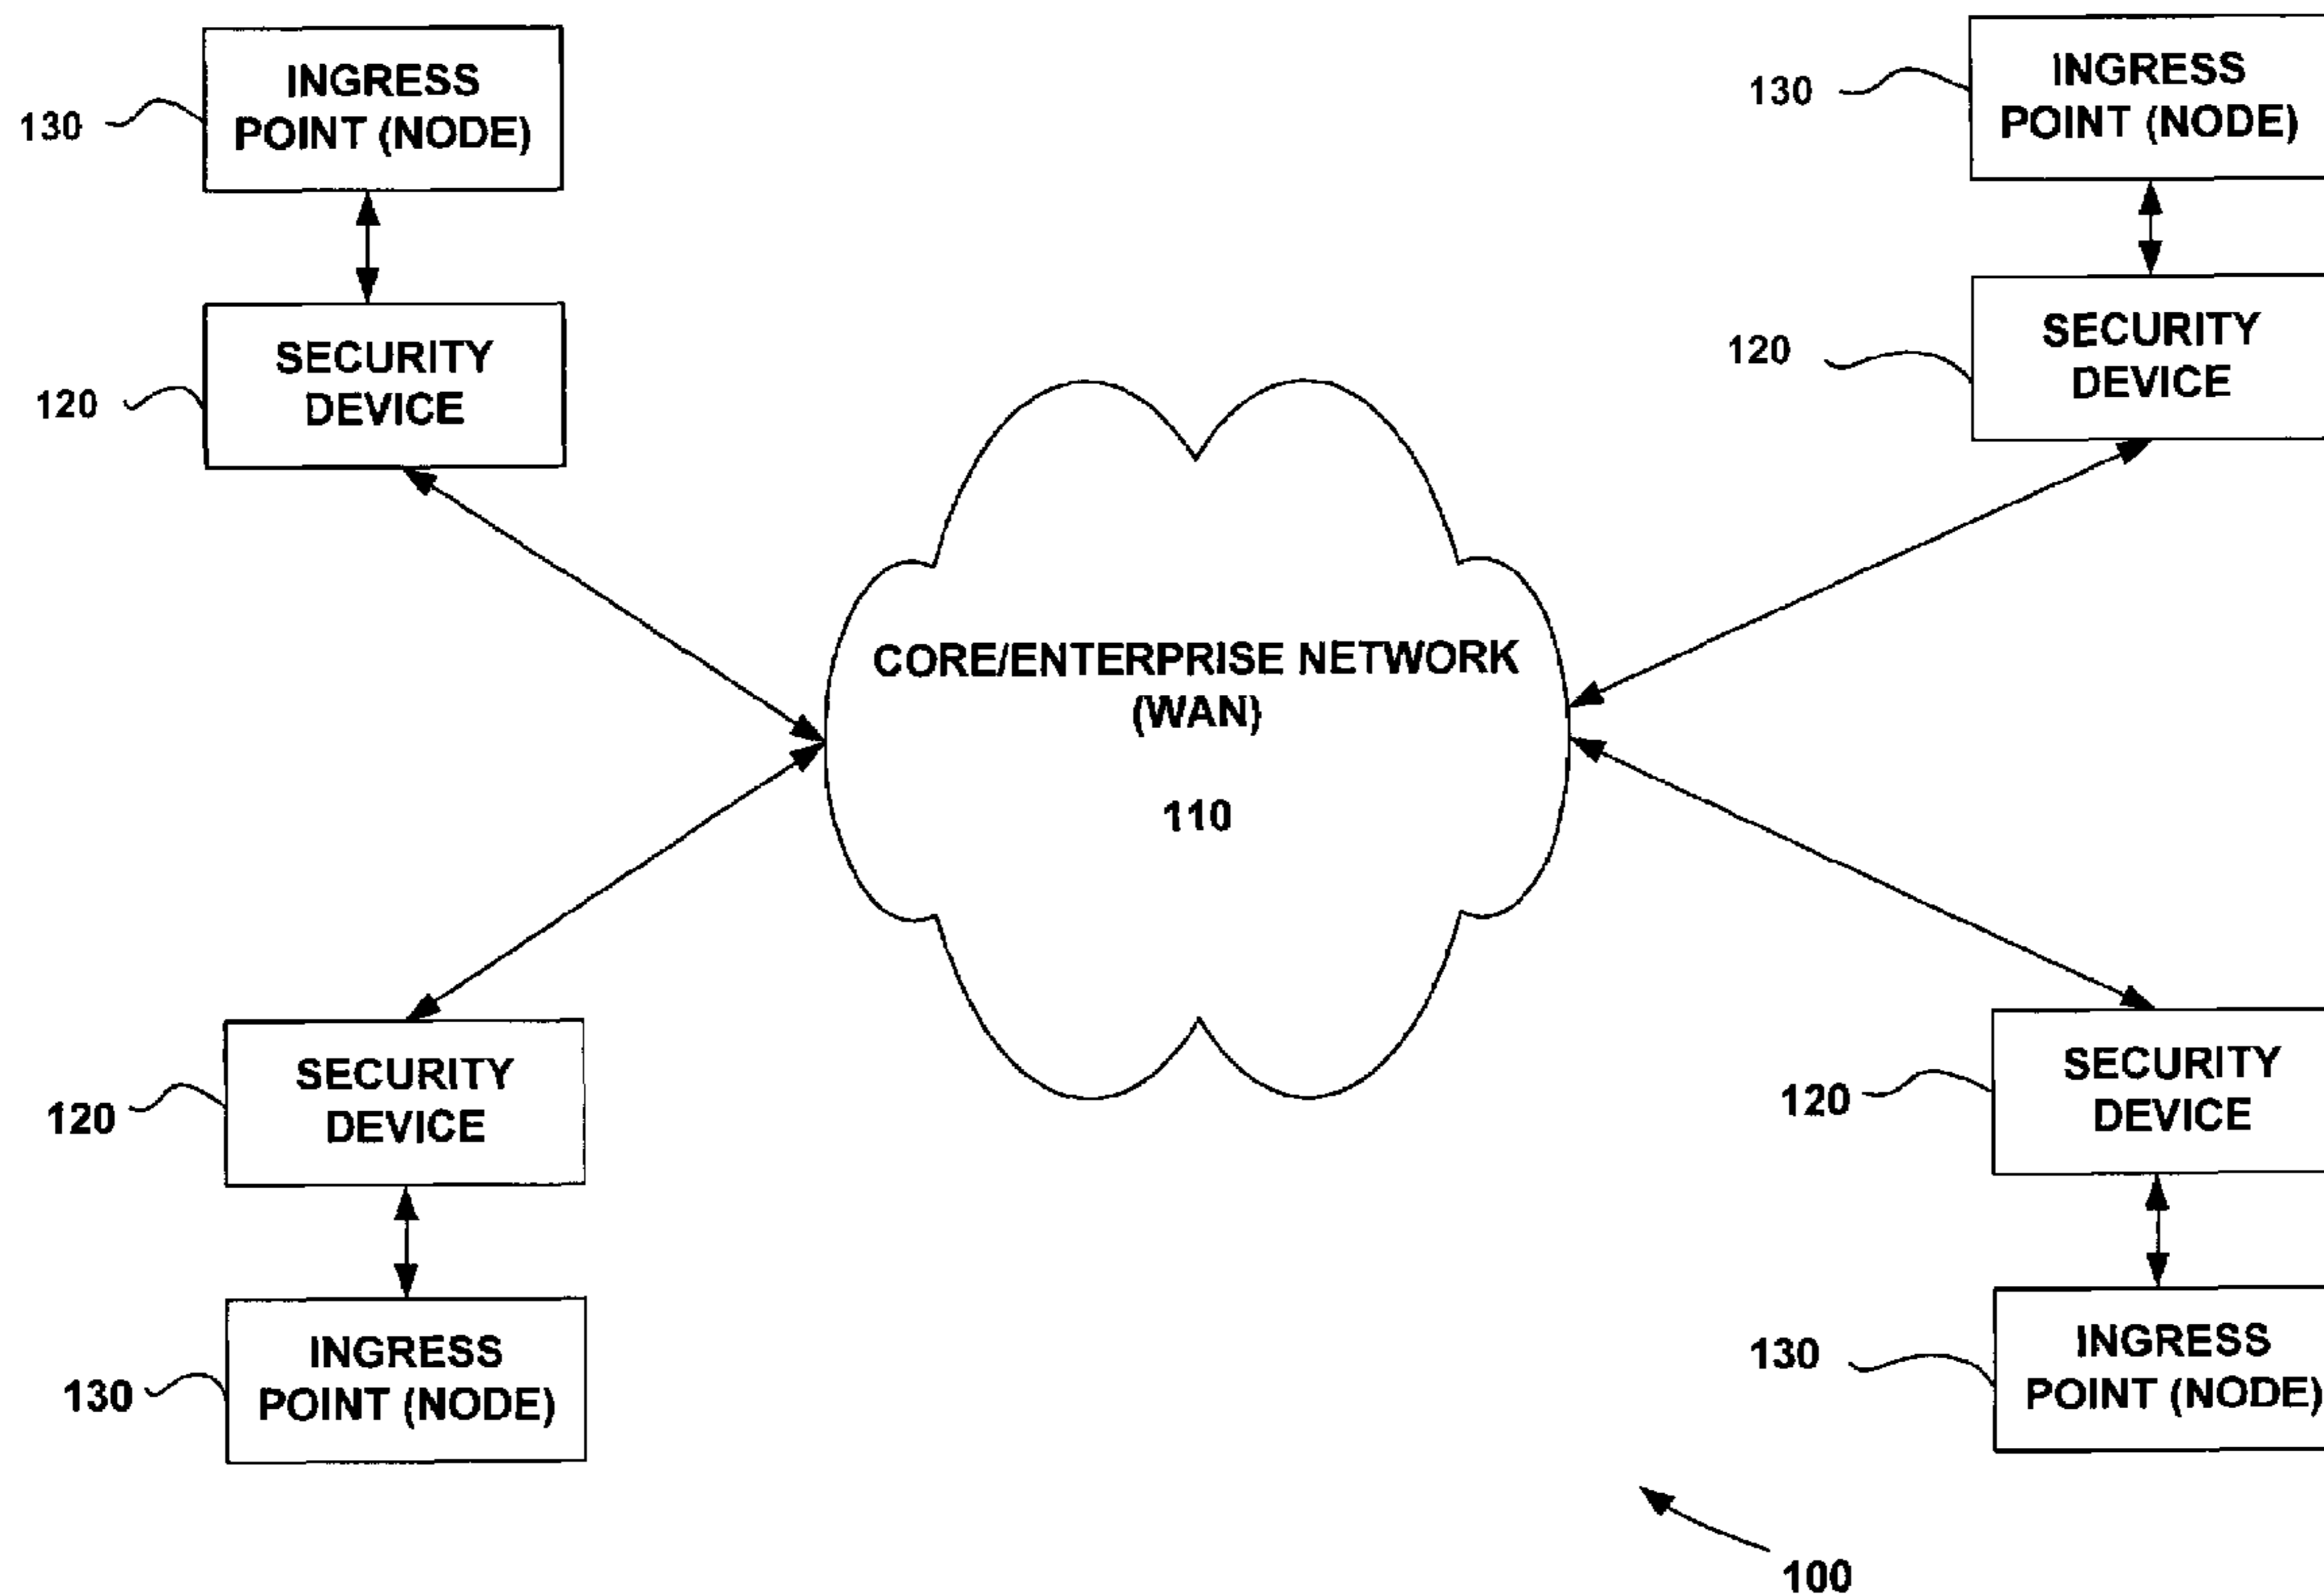 INGRESS
POINT (NODE)
130
SECURITY
DEVICE
120
INGRESS
POINT (NODE)
130
SECURITY
DEVICE
120
CORE/ENTERPRISE NETWORK
(WAN)
110
SECURITY
DEVICE
120
INGRESS
POINT (NODE)
130
SECURITY
DEVICE
120
INGRESS
POINT (NODE)
130
100